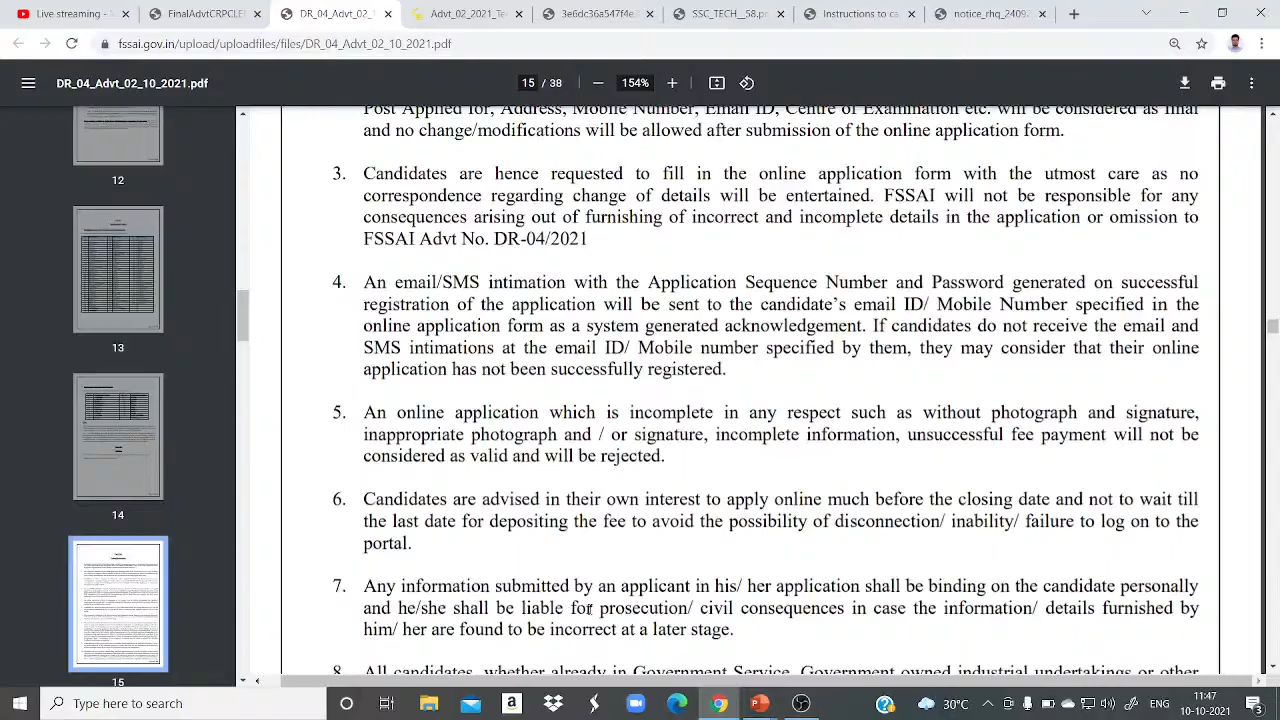 Live streaming - Y
FinalAdvtCRPCLE
DR_04_Advt_02_1
Advt_02_2021_Te
3e6dc36a547f4e
SSC_Tech_58.p
Instructions to ca
notice_rhq_2409
fssai.gov.in/upload/uploadfiles/files/DR_04_Advt_02_10_2021.pdf
DR_04_Advt_02_10_2021.pdf
15 / 38
154%
12
13
14
15
Post Applied for, Address, Mobile Number, Email ID, Centre of Examination etc. will be considered as final
and no change/modifications will be allowed after submission of the online application form.
3. Candidates are hence requested to fill in the online application form with the utmost care as no
correspondence regarding change of details will be entertained. FSSAI will not be responsible for any
consequences arising out of furnishing of incorrect and incomplete details in the application or omission to
FSSAI Advt No. DR-04/2021
4. An email/SMS intimation with the Application Sequence Number and Password generated on successful
registration of the application will be sent to the candidate’s email ID/ Mobile Number specified in the
online application form as a system generated acknowledgement. If candidates do not receive the email and
SMS intimations at the email ID/ Mobile number specified by them, they may consider that their online
application has not been successfully registered.
5. An online application which is incomplete in any respect such as without photograph and signature,
inappropriate photograph and / or signature, incomplete information, unsuccessful fee payment will not be
considered as valid and will be rejected.
6. Candidates are advised in their own interest to apply online much before the closing date and not to wait till
the last date for depositing the fee to avoid the possibility of disconnection/ inability/ failure to log on to the
portal.
7. Any information submitted by an applicant in his/ her application shall be binding on the candidate personally
and he/she shall be liable for prosecution/ civil consequences in case the information/ details furnished by
him/ her are found to be incorrect at a later stage.
8. All candidates, whether already in Government Service, Government owned industrial undertakings or other
Type here to search
30°C
ENG
11:47
10-10-2021